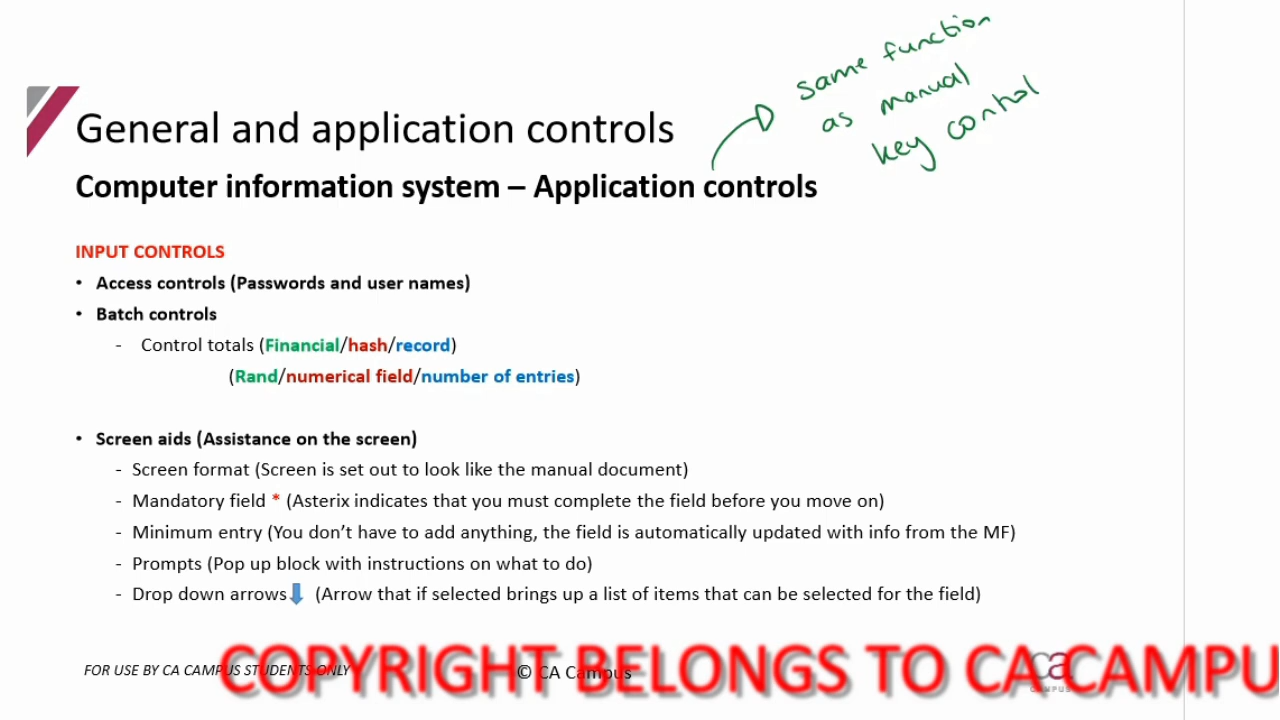 same function
as manual
key control
General and application controls
Computer information system – Application controls
INPUT CONTROLS
• Access controls (Passwords and user names)
• Batch controls
- Control totals (Financial/hash/record)
(Rand/numerical field/number of entries)
• Screen aids (Assistance on the screen)
- Screen format (Screen is set out to look like the manual document)
- Mandatory field * (Asterix indicates that you must complete the field before you move on)
- Minimum entry (You don’t have to add anything, the field is automatically updated with info from the MF)
- Prompts (Pop up block with instructions on what to do)
- Drop down arrows (Arrow that if selected brings up a list of items that can be selected for the field)
FOR USE BY CA CAMPUS STUDENTS ONLY
© CA Campus
ca
CAMPUS
COPYRIGHT BELONGS TO CA CAMPU